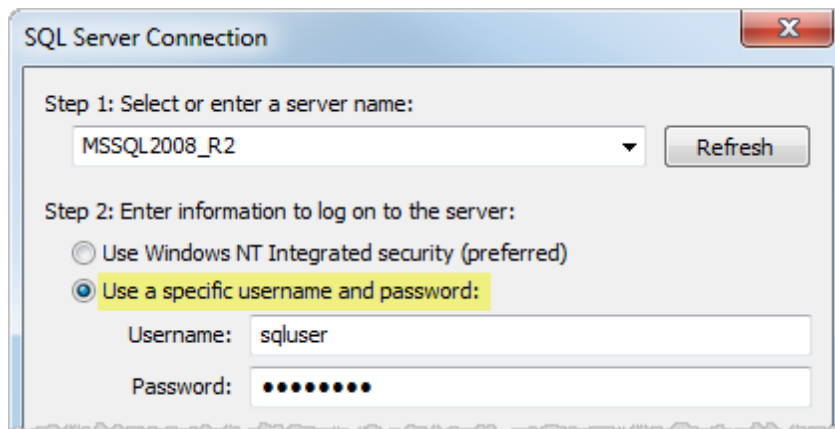 SQL Server Connection
Step 1: Select or enter a server name:
MSSQL2008_R2
Refresh
Step 2: Enter information to log on to the server:
Use Windows NT Integrated security (preferred)
Use a specific username and password:
Username: sqluser
Password: ●●●●●●●●